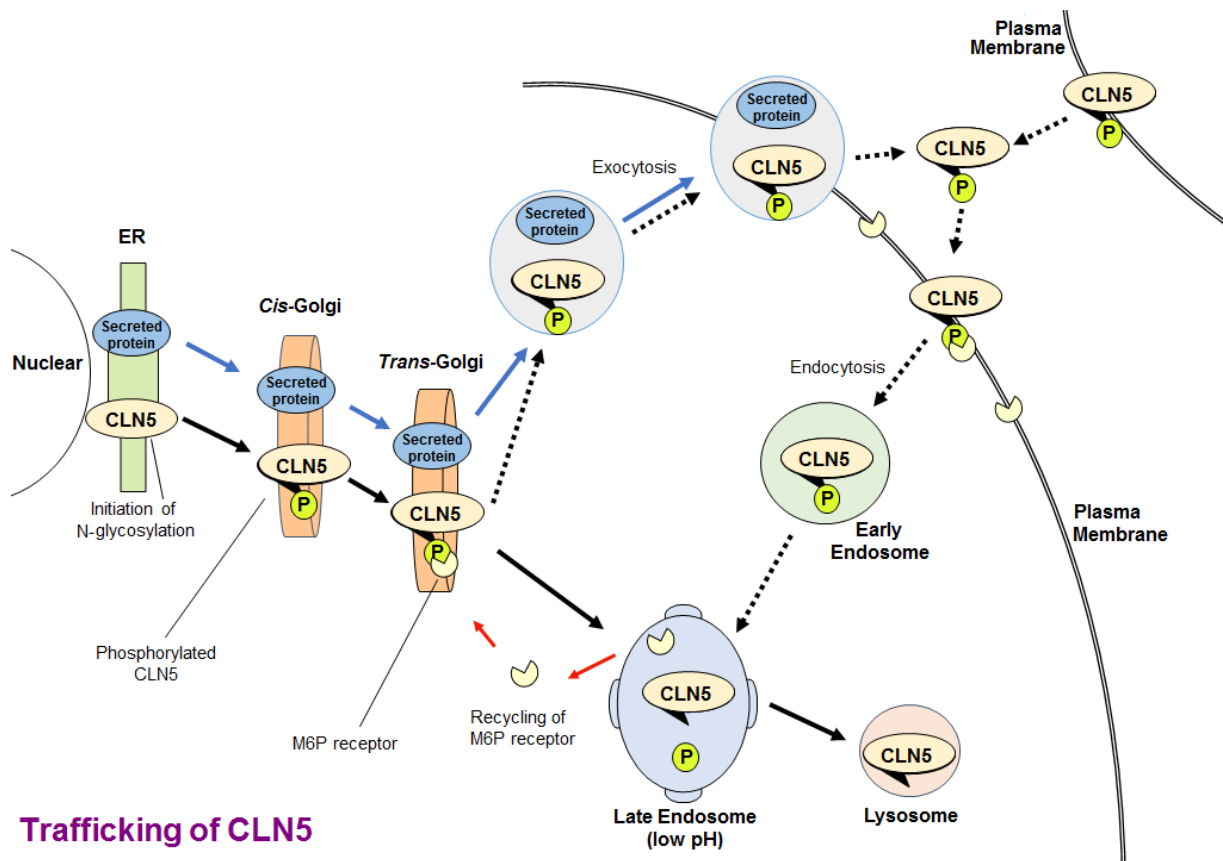 Plasma
Membrane
Secreted
protein
CLN5
P
CLN5
P
CLN5
P
Exocytosis
Secreted
protein
CLN5
P
ER
Cis-Golgi
Trans-Golgi
Nuclear
Secreted
protein
Secreted
protein
Secreted
protein
CLN5
P
Endocytosis
CLN5
CLN5
P
CLN5
P
CLN5
P
Initiation of
N-glycosylation
Early
Endosome
Plasma
Membrane
Phosphorylated
CLN5
M6P receptor
Recycling of
M6P receptor
CLN5
P
CLN5
Late Endosome
(low pH)
Lysosome
Trafficking of CLN5